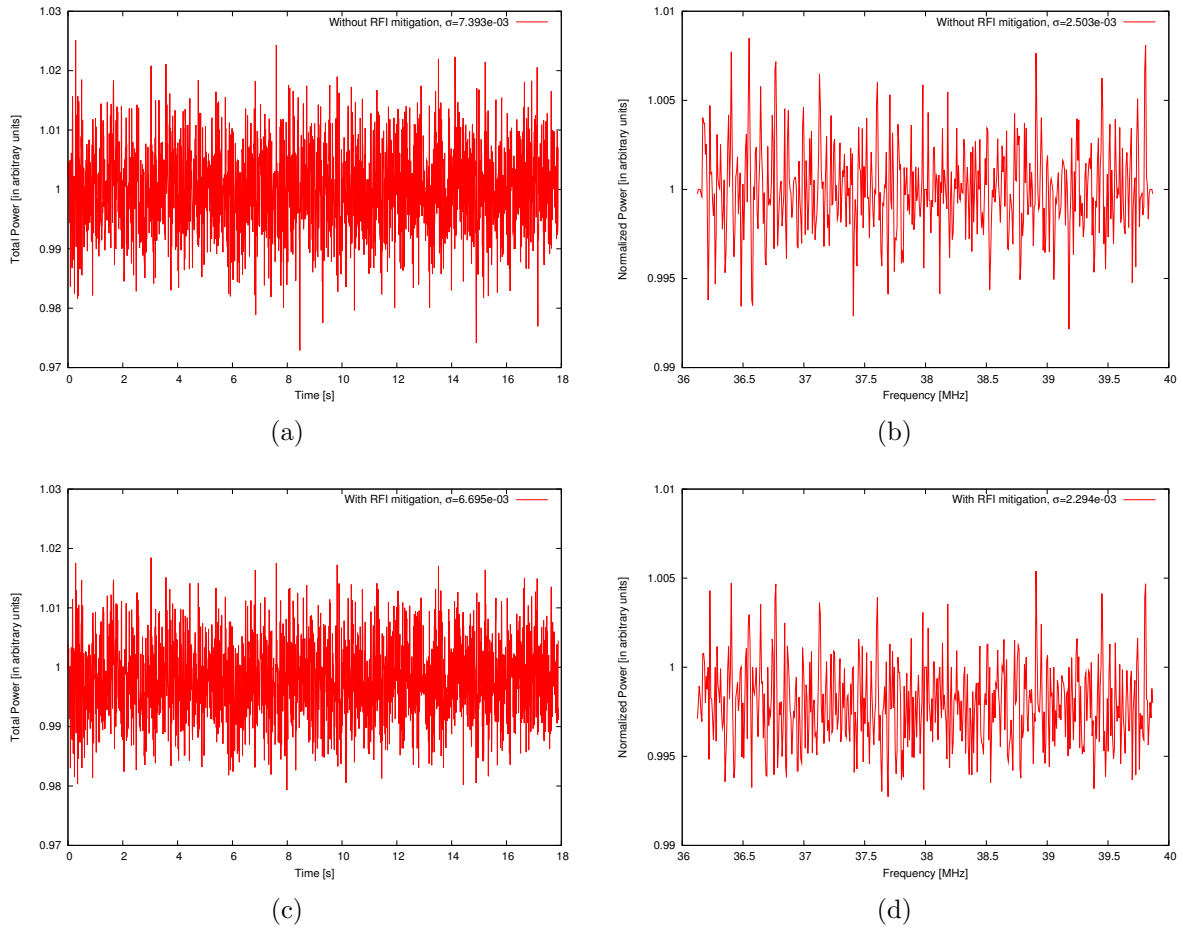 Without RFI mitigation, σ=7.393e-03
1.03
1.02
1.01
1
0.99
0.98
0.97
Total Power [in arbitrary units]
0 2 4 6 8 10 12 14 16 18
Time [s]
(a)
Without RFI mitigation, σ=2.503e-03
1.01
1.005
1
0.995
0.99
Normalized Power [in arbitrary units]
36 36.5 37 37.5 38 38.5 39 39.5 40
Frequency [MHz]
(b)
With RFI mitigation, σ=6.695e-03
1.03
1.02
1.01
1
0.99
0.98
0.97
Total Power [in arbitrary units]
0 2 4 6 8 10 12 14 16 18
Time [s]
(c)
With RFI mitigation, σ=2.294e-03
1.01
1.005
1
0.995
0.99
Normalized Power [in arbitrary units]
36 36.5 37 37.5 38 38.5 39 39.5 40
Frequency [MHz]
(d)